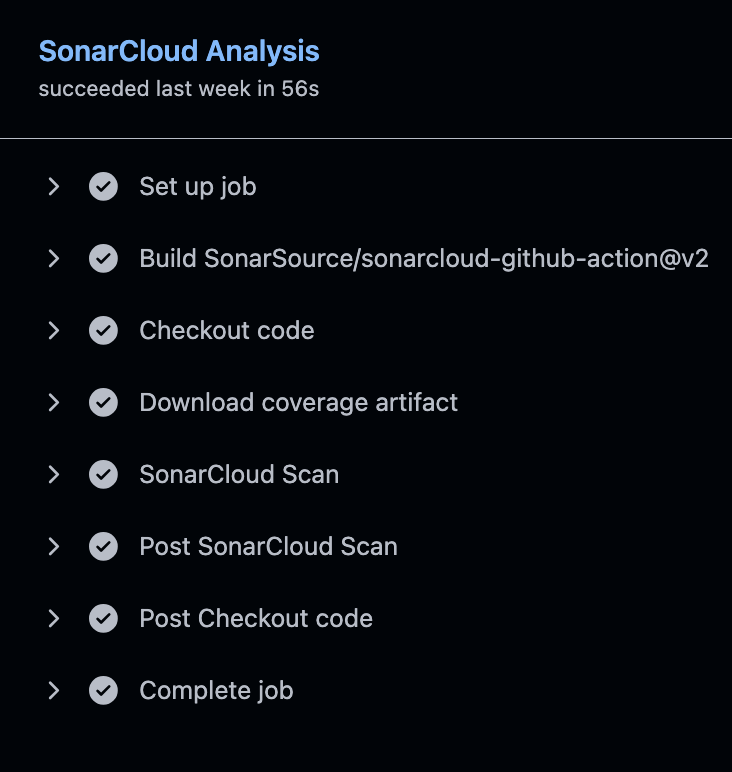 SonarCloud Analysis
succeeded last week in 56s
Set up job
Build SonarSource/sonarcloud-github-action@v2
Checkout code
Download coverage artifact
SonarCloud Scan
Post SonarCloud Scan
Post Checkout code
Complete job